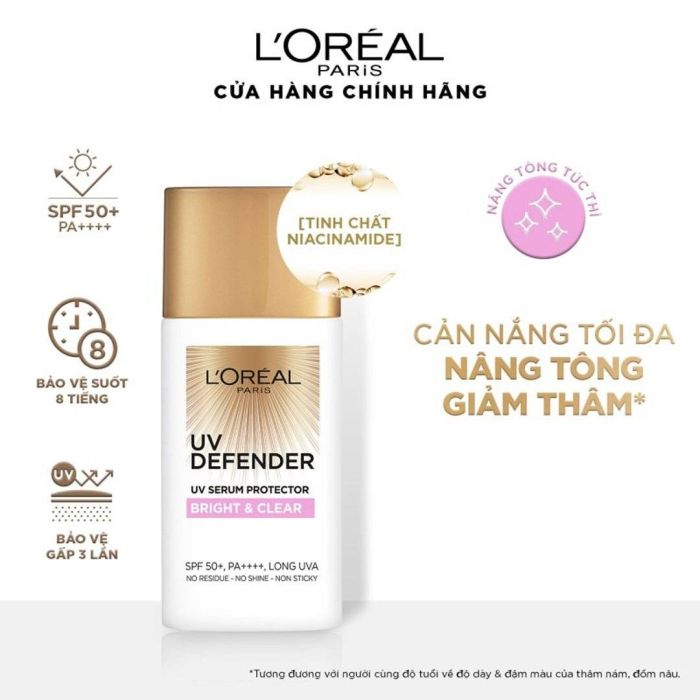 L'ORÉAL
PARiS
CỬA HÀNG CHÍNH HÃNG
SPF 50+
PA++++
8
BẢO VỆ SUỐT
8 TIẾNG
UV
BẢO VỆ
GẤP 3 LẦN
[TINH CHẤT
NIACINAMIDE]
L'ORÉAL
PARiS
UV
DEFENDER
UV SERUM PROTECTOR
BRIGHT & CLEAR
SPF 50+, PA++++, LONG UVA
NO RESIDUE - NO SHINE - NON STICKY
NÂNG TÔNG TỨC THÌ
CẢN NẮNG TỐI ĐA
NÂNG TÔNG
GIẢM THÂM*
*Tương đương với người cùng độ tuổi về độ dày & đậm màu của thâm nám, đốm nâu.